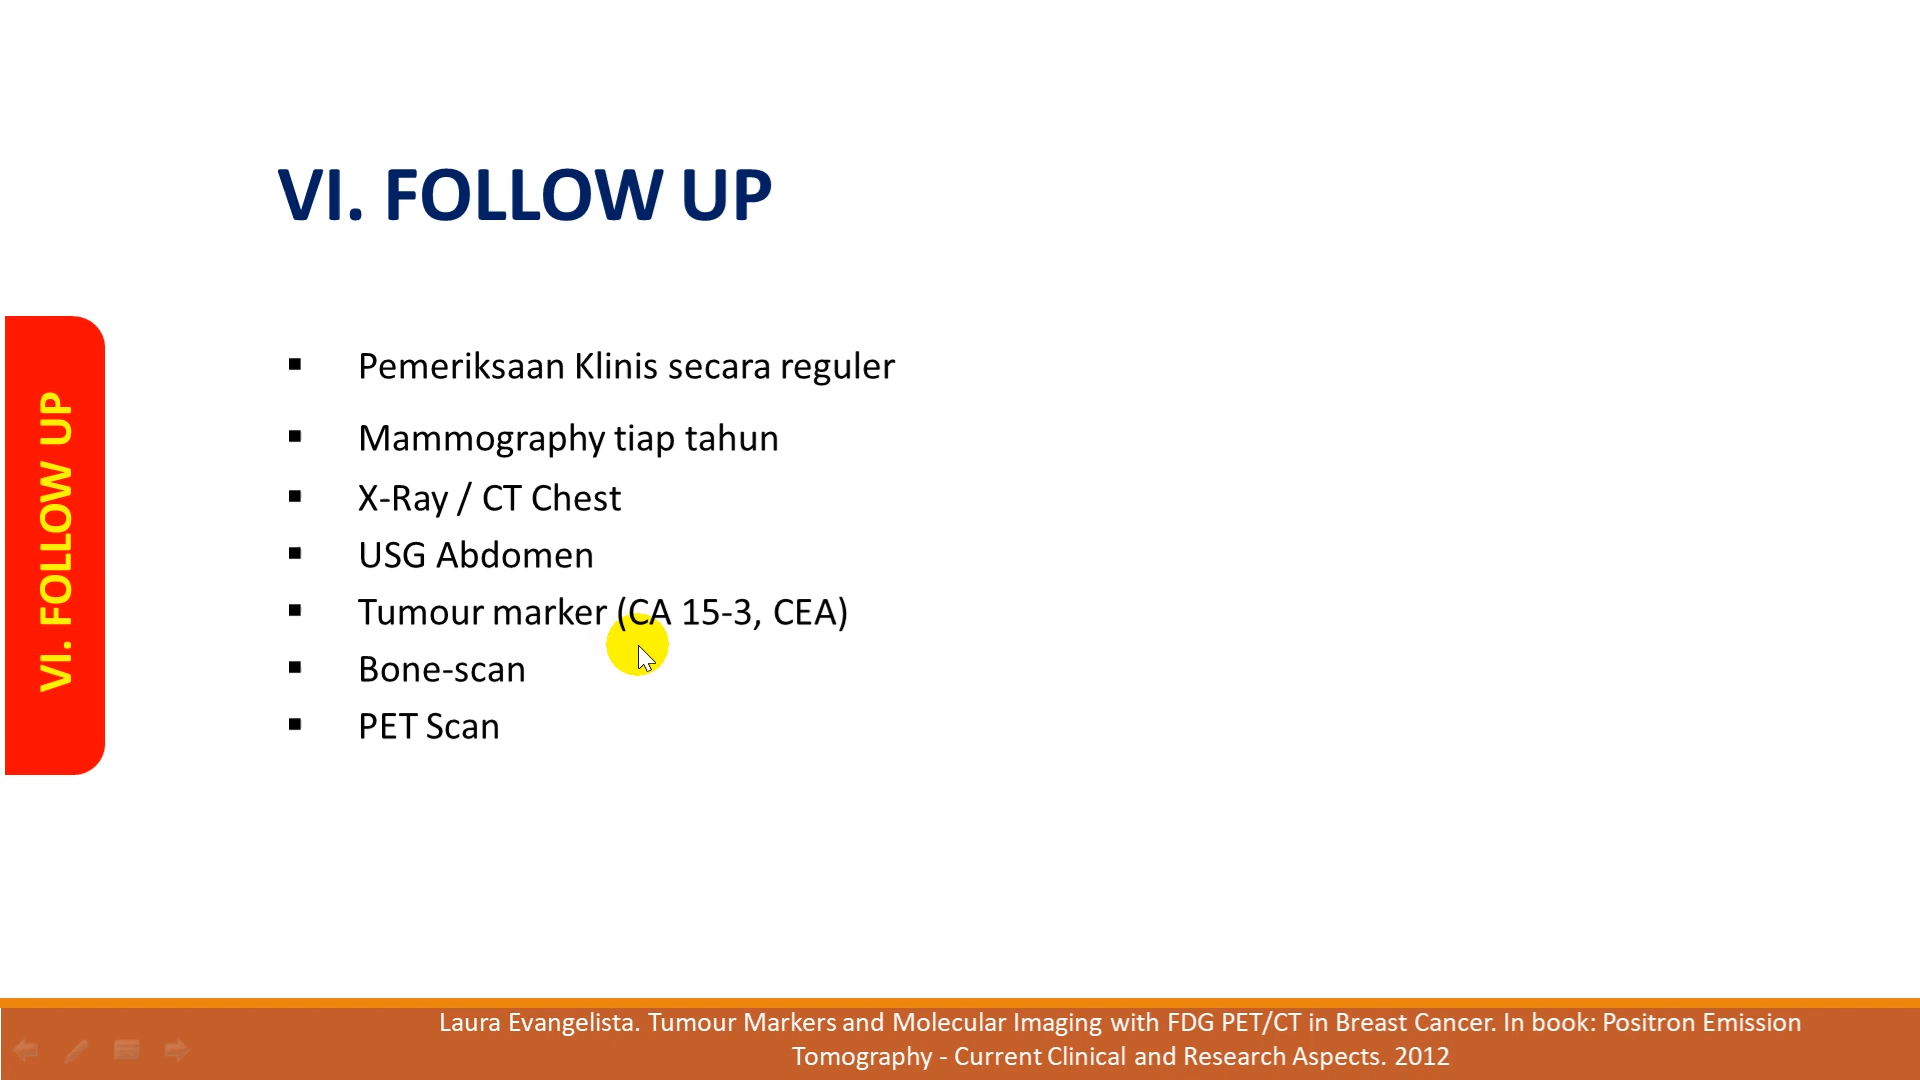 VI. FOLLOW UP
VI. FOLLOW UP
▪ Pemeriksaan Klinis secara reguler
▪ Mammography tiap tahun
▪ X-Ray / CT Chest
▪ USG Abdomen
▪ Tumour marker (CA 15-3, CEA)
▪ Bone-scan
▪ PET Scan
Laura Evangelista. Tumour Markers and Molecular Imaging with FDG PET/CT in Breast Cancer. In book: Positron Emission
Tomography - Current Clinical and Research Aspects. 2012